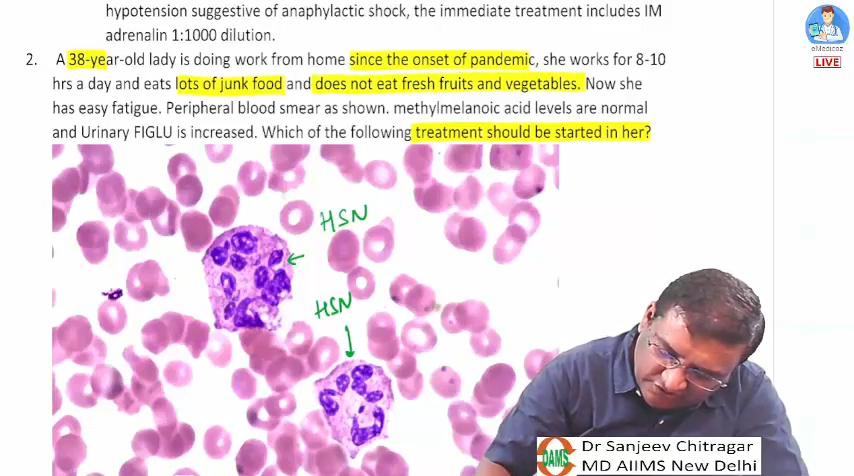 hypotension suggestive of anaphylactic shock, the immediate treatment includes IM
adrenalin 1:1000 dilution.
2. A 38-year-old lady is doing work from home since the onset of pandemic, she works for 8-10
hrs a day and eats lots of junk food and does not eat fresh fruits and vegetables. Now she
has easy fatigue. Peripheral blood smear as shown. methylmelanoic acid levels are normal
and Urinary FIGLU is increased. Which of the following treatment should be started in her?
HSN
HSN
eMedicoz
LIVE
DAMS
Dr Sanjeev Chitragar
MD AIIMS New Delhi